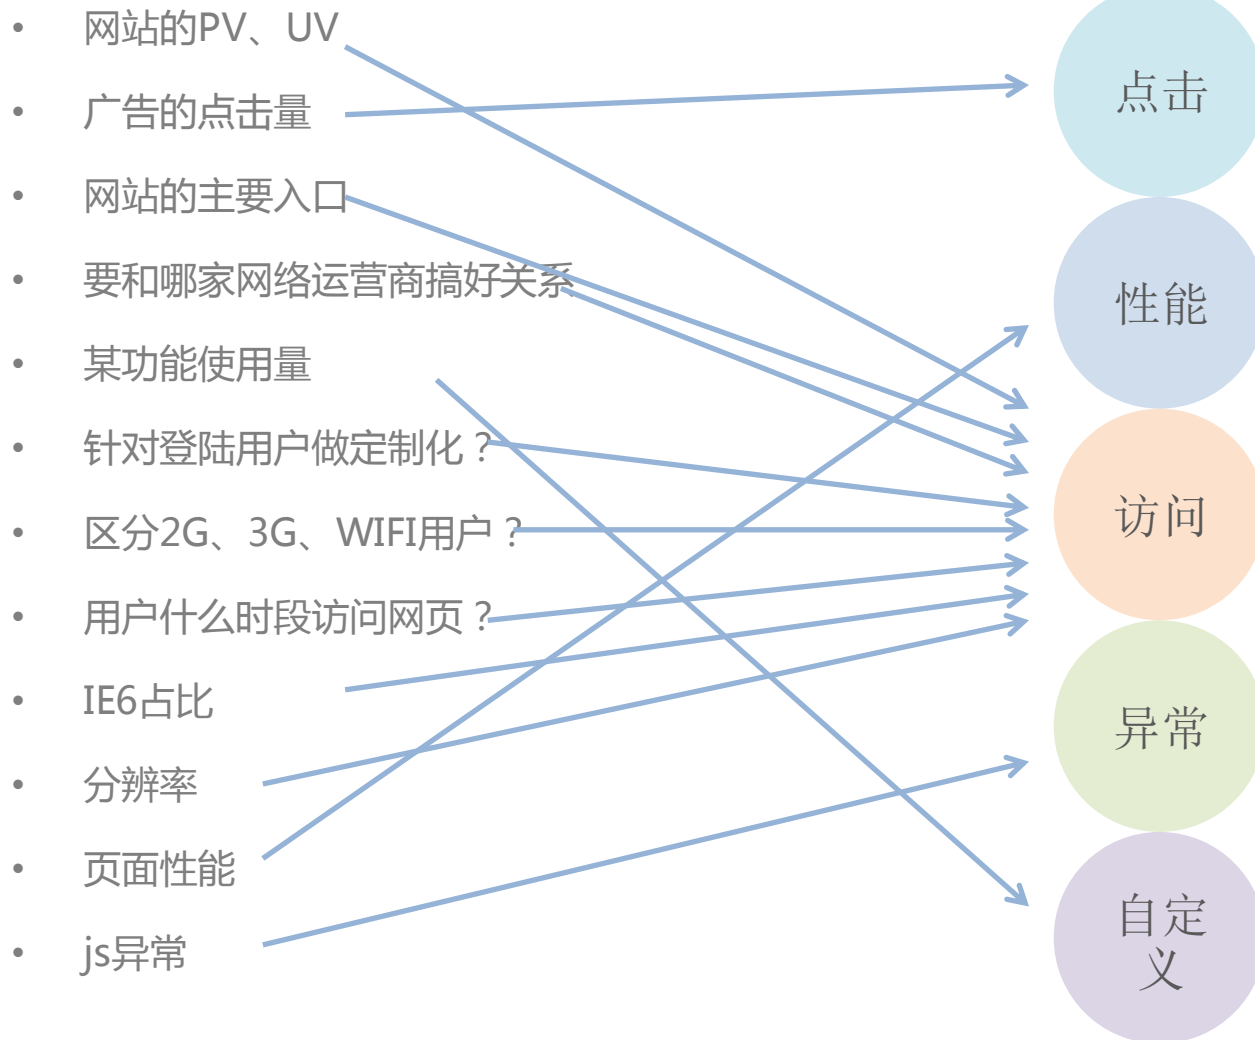 • 网站的PV、UV
• 广告的点击量
• 网站的主要入口
• 要和哪家网络运营商搞好关系
• 某功能使用量
• 针对登陆用户做定制化？
• 区分2G、3G、WIFI用户？
• 用户什么时段访问网页？
• IE6占比
• 分辨率
• 页面性能
• js异常
点击
性能
访问
异常
自定
义